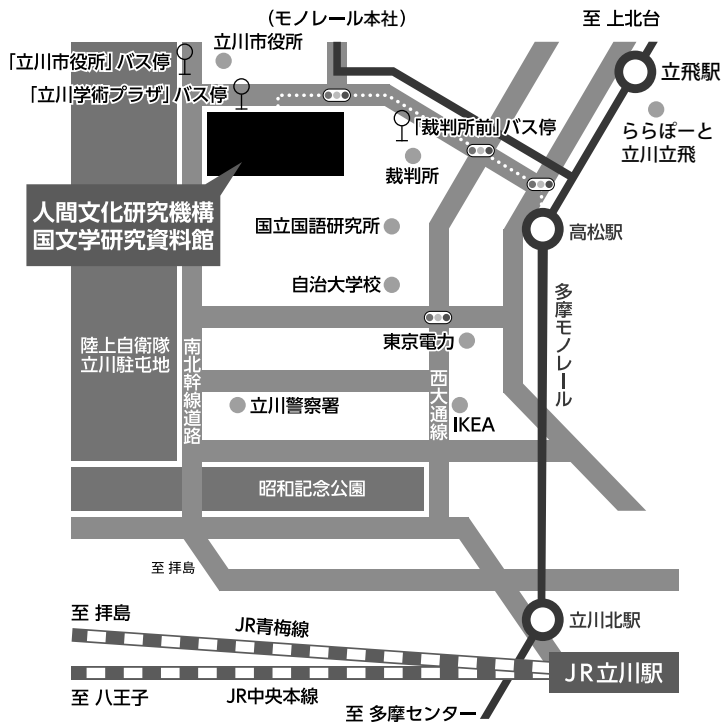 （モノレール本社）
至 上北台
立川市役所
「立川市役所」バス停
立飛駅
「立川学術プラザ」バス停
「裁判所前」バス停
ららぽーと
立川立飛
裁判所
人間文化研究機構
国文学研究資料館
国立国語研究所
高松駅
自治大学校
多摩モノレール
東京電力
陸上自衛隊
立川駐屯地
南北幹線道路
西大通線
立川警察署
IKEA
昭和記念公園
至 拝島
至 拝島
JR青梅線
立川北駅
JR立川駅
至 八王子
JR中央本線
至 多摩センター